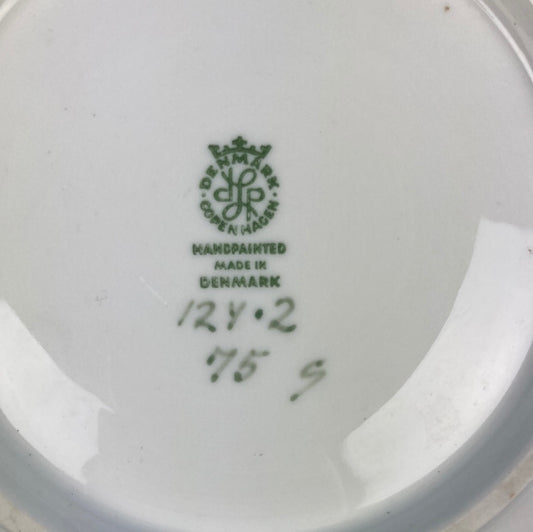 DENMARK
COPENHAGEN
HANDPAINTED
MADE IN
DENMARK
12Y·2
75 S